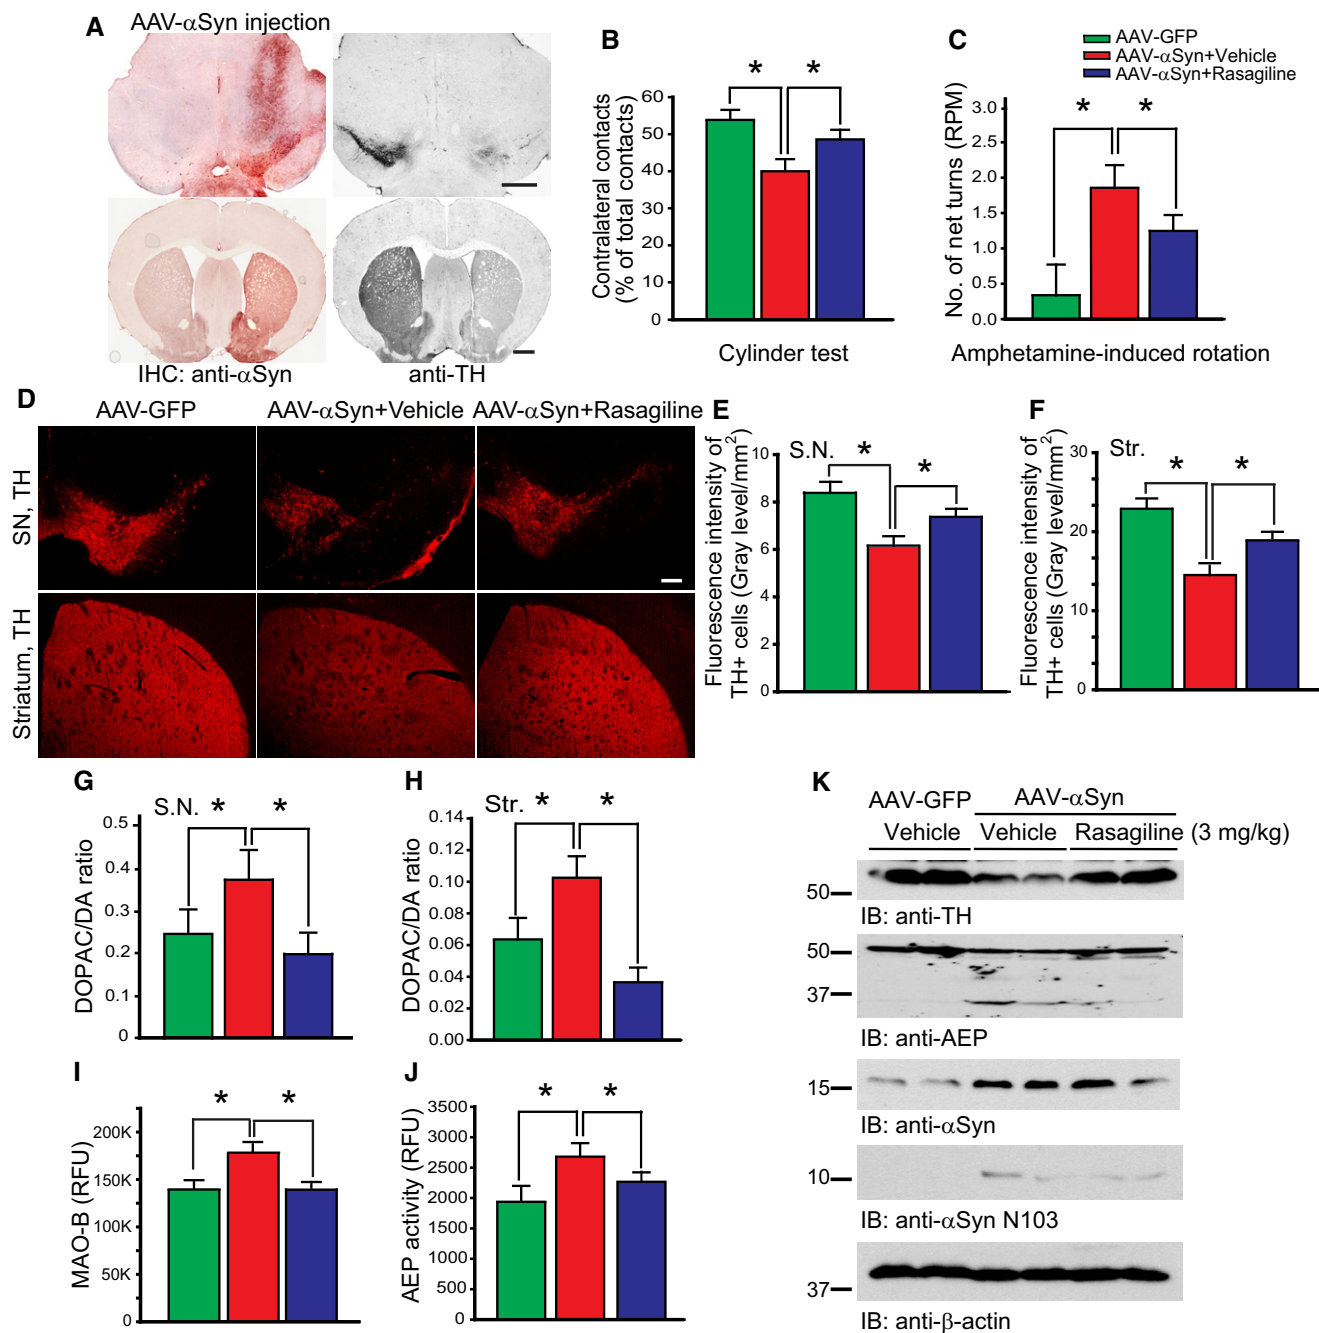 A
AAV-αSyn injection
IHC: anti-αSyn
anti-TH
B
Contralateral contacts
(% of total contacts)
60
50
40
30
20
10
0
* *
Cylinder test
C
AAV-GFP
AAV-αSyn+Vehicle
AAV-αSyn+Rasagiline
No. of net turns (RPM)
3.0
2.5
2.0
1.5
1.0
0.5
0.0
* *
Amphetamine-induced rotation
D
AAV-GFP
AAV-αSyn+Vehicle
AAV-αSyn+Rasagiline
SN, TH
Striatum, TH
E
Fluorescence intensity of
TH+ cells (Gray level/mm²)
S.N.
10
8
6
4
2
0
* *
F
Fluorescence intensity of
TH+ cells (Gray level/mm²)
Str.
30
20
10
0
* *
G
S.N.
* *
DOPAC/DA ratio
0.5
0.4
0.3
0.2
0.1
0
H
Str.
* *
DOPAC/DA ratio
0.14
0.12
0.10
0.08
0.06
0.04
0.02
0.00
I
* *
MAO-B (RFU)
200K
150K
100K
50K
0
J
* *
AEP activity (RFU)
3500
3000
2500
2000
1500
1000
500
0
K
AAV-GFP
AAV-αSyn
Vehicle
Vehicle
Rasagiline (3 mg/kg)
50
IB: anti-TH
50
37
IB: anti-AEP
15
IB: anti-αSyn
10
IB: anti-αSyn N103
37
IB: anti-β-actin